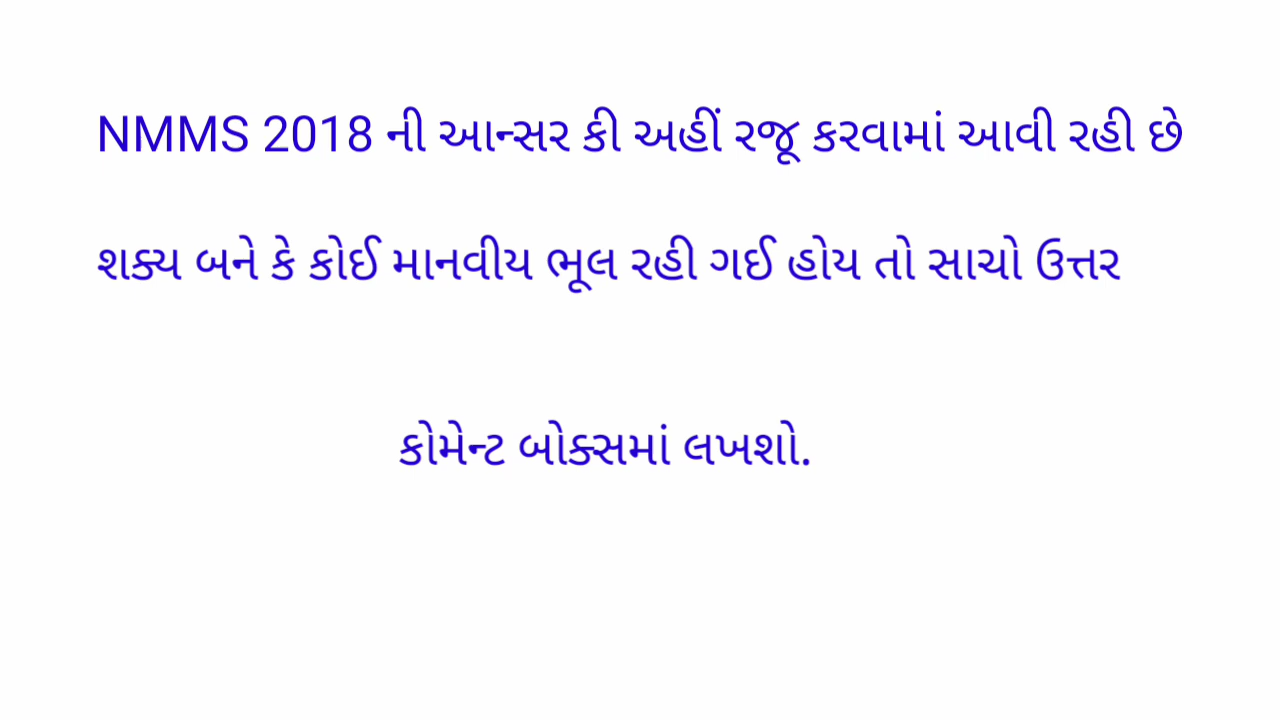 NMMS 2018 ની આન્સર કી અહીં રજૂ કરવામાં આવી રહી છે
શક્ય બને કે કોઈ માનવીય ભૂલ રહી ગઈ હોય તો સાચો ઉત્તર
કોમેન્ટ બોક્સમાં લખશો.